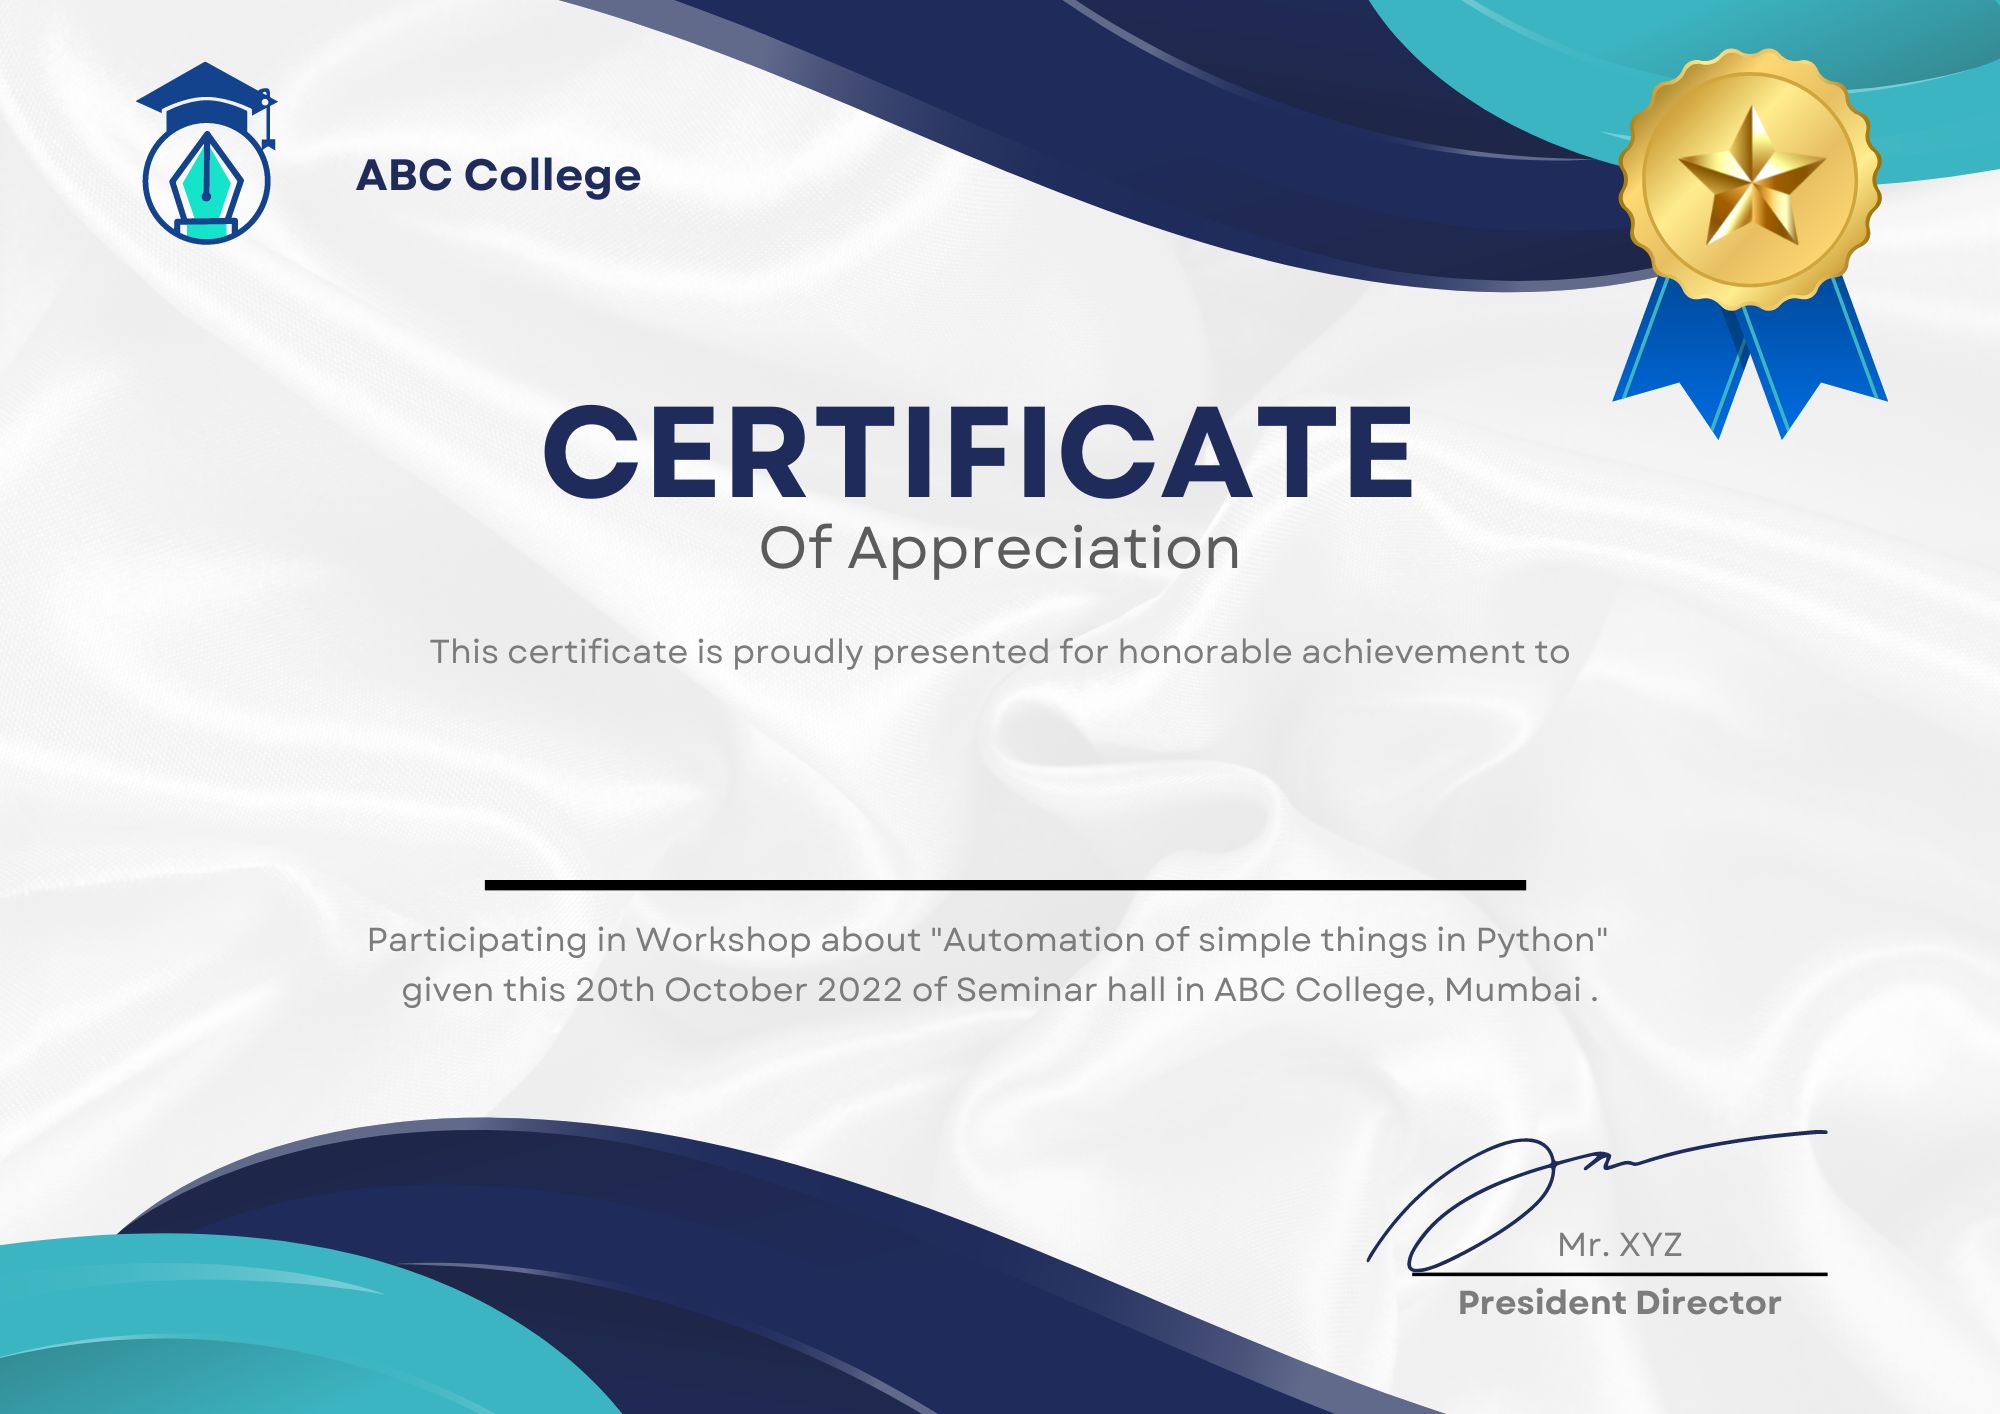 ABC College
CERTIFICATE
Of Appreciation
This certificate is proudly presented for honorable achievement to
Participating in Workshop about "Automation of simple things in Python"
given this 20th October 2022 of Seminar hall in ABC College, Mumbai .
Mr. XYZ
President Director